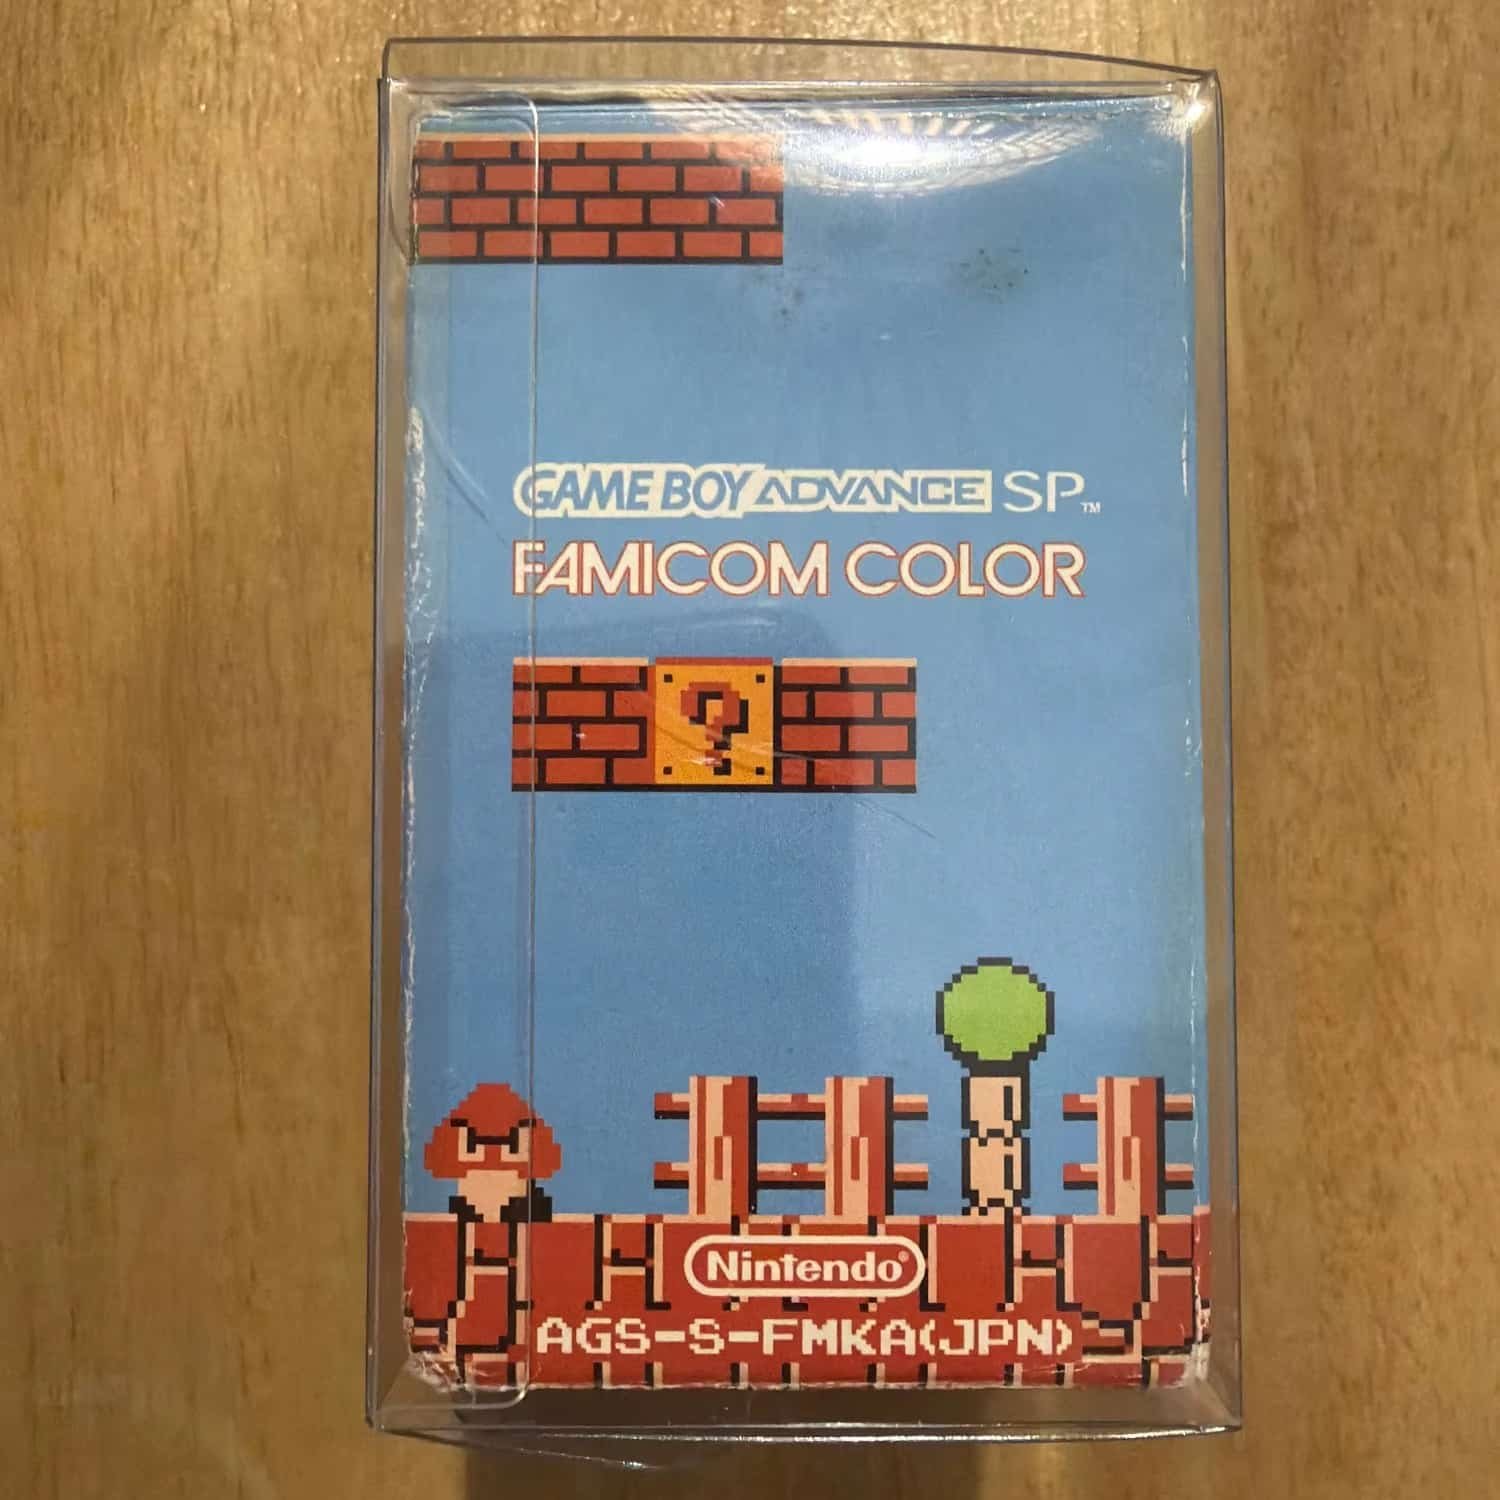 GAME BOY ADVANCE SP™
FAMICOM COLOR
?
Nintendo®
AGS-S-FMKA(JPN)